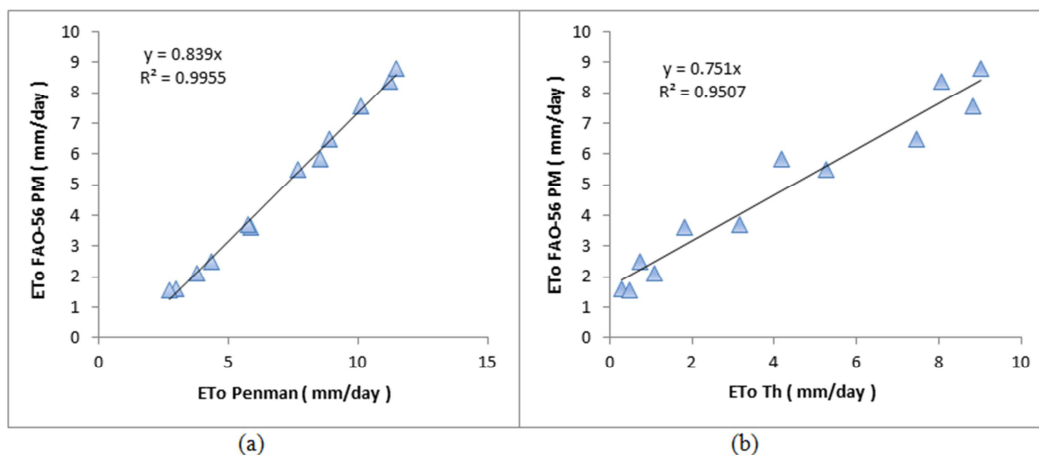 10
9
8
7
6
5
4
3
2
1
0
ETo FAO-56 PM ( mm/day )
y = 0.839x
R² = 0.9955
0 5 10 15
ETo Penman ( mm/day )
(a)
10
9
8
7
6
5
4
3
2
1
0
ETo FAO-56 PM ( mm/day )
y = 0.751x
R² = 0.9507
0 2 4 6 8 10
ETo Th ( mm/day )
(b)